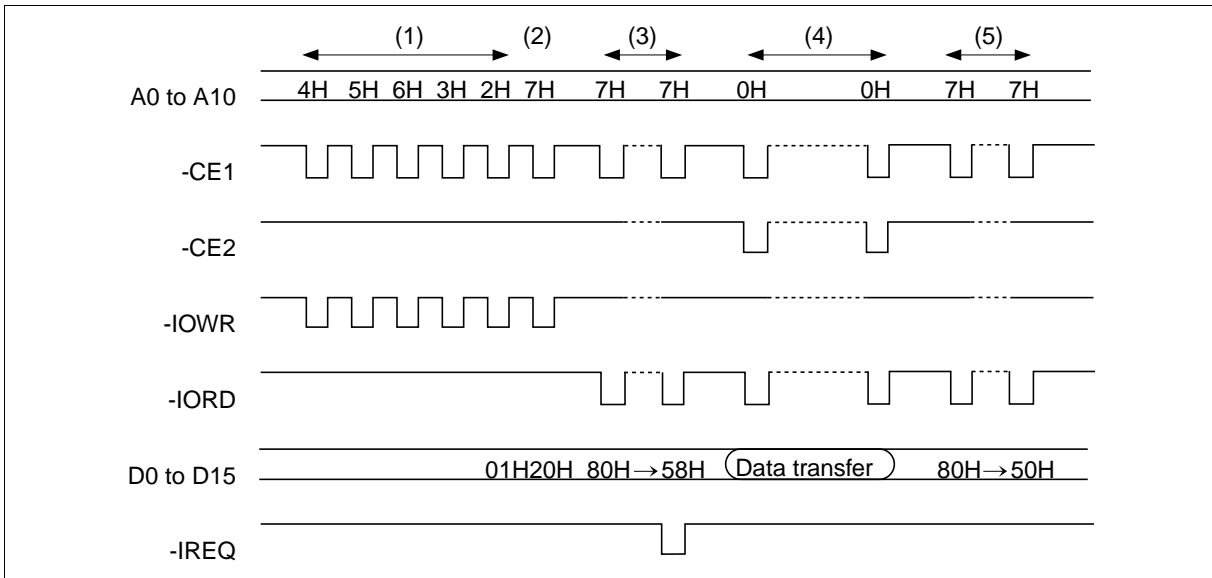 (1) (2) (3) (4) (5)
A0 to A10 4H 5H 6H 3H 2H 7H 7H 7H 0H 0H 7H 7H
-CE1
-CE2
-IOWR
-IORD
D0 to D15 01H20H 80H→58H Data transfer 80H→50H
-IREQ